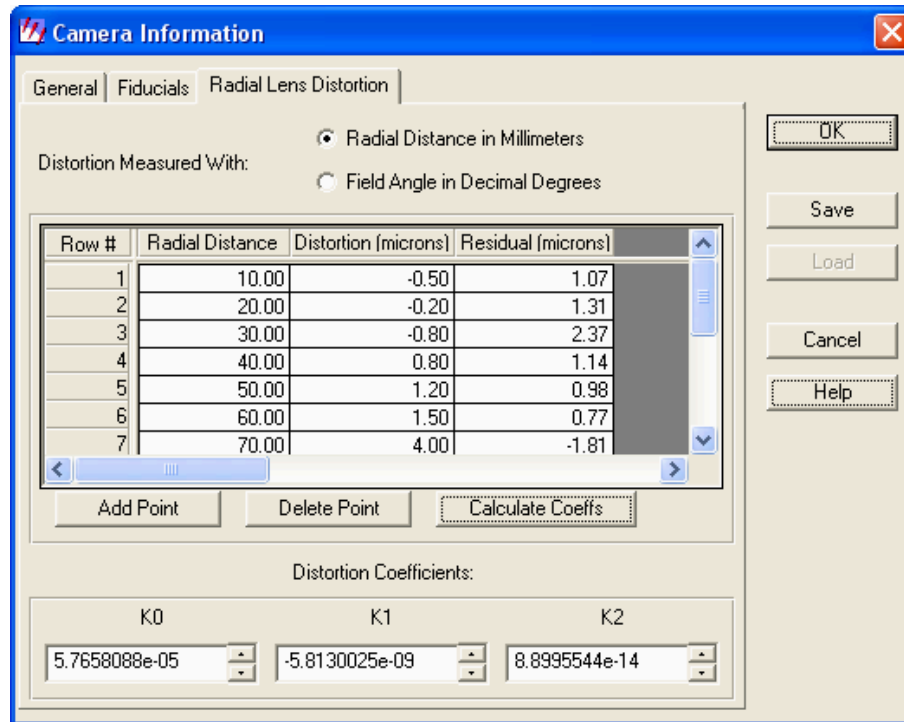 Camera Information
General Fiducials Radial Lens Distortion
Distortion Measured With:
Radial Distance in Millimeters
Field Angle in Decimal Degrees
Row # Radial Distance Distortion (microns) Residual (microns)
1 10.00 -0.50 1.07
2 20.00 -0.20 1.31
3 30.00 -0.80 2.37
4 40.00 0.80 1.14
5 50.00 1.20 0.98
6 60.00 1.50 0.77
7 70.00 4.00 -1.81
Add Point Delete Point Calculate Coeffs
Distortion Coefficients:
K0 K1 K2
5.7658088e-05 -5.8130025e-09 8.8995544e-14
OK
Save
Load
Cancel
Help